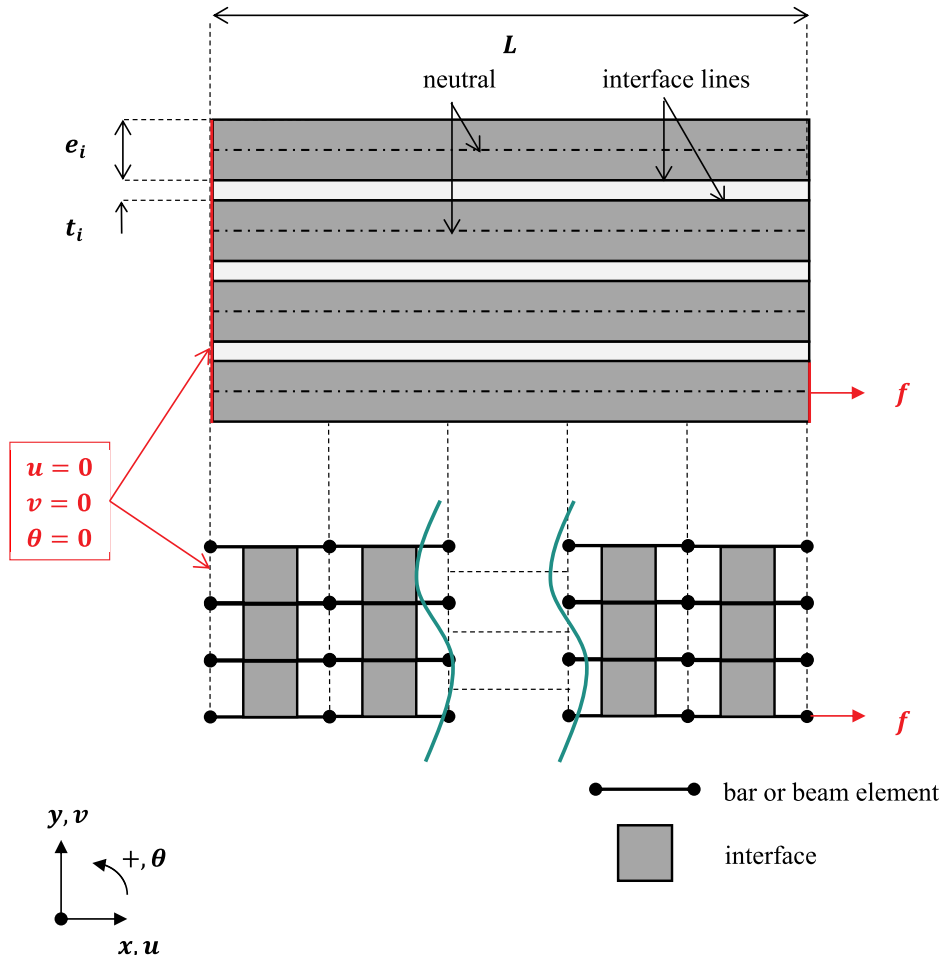 L
neutral
interface lines
e_i
t_i
f
u = 0
v = 0
θ = 0
f
bar or beam element
interface
y, v
+, θ
x, u